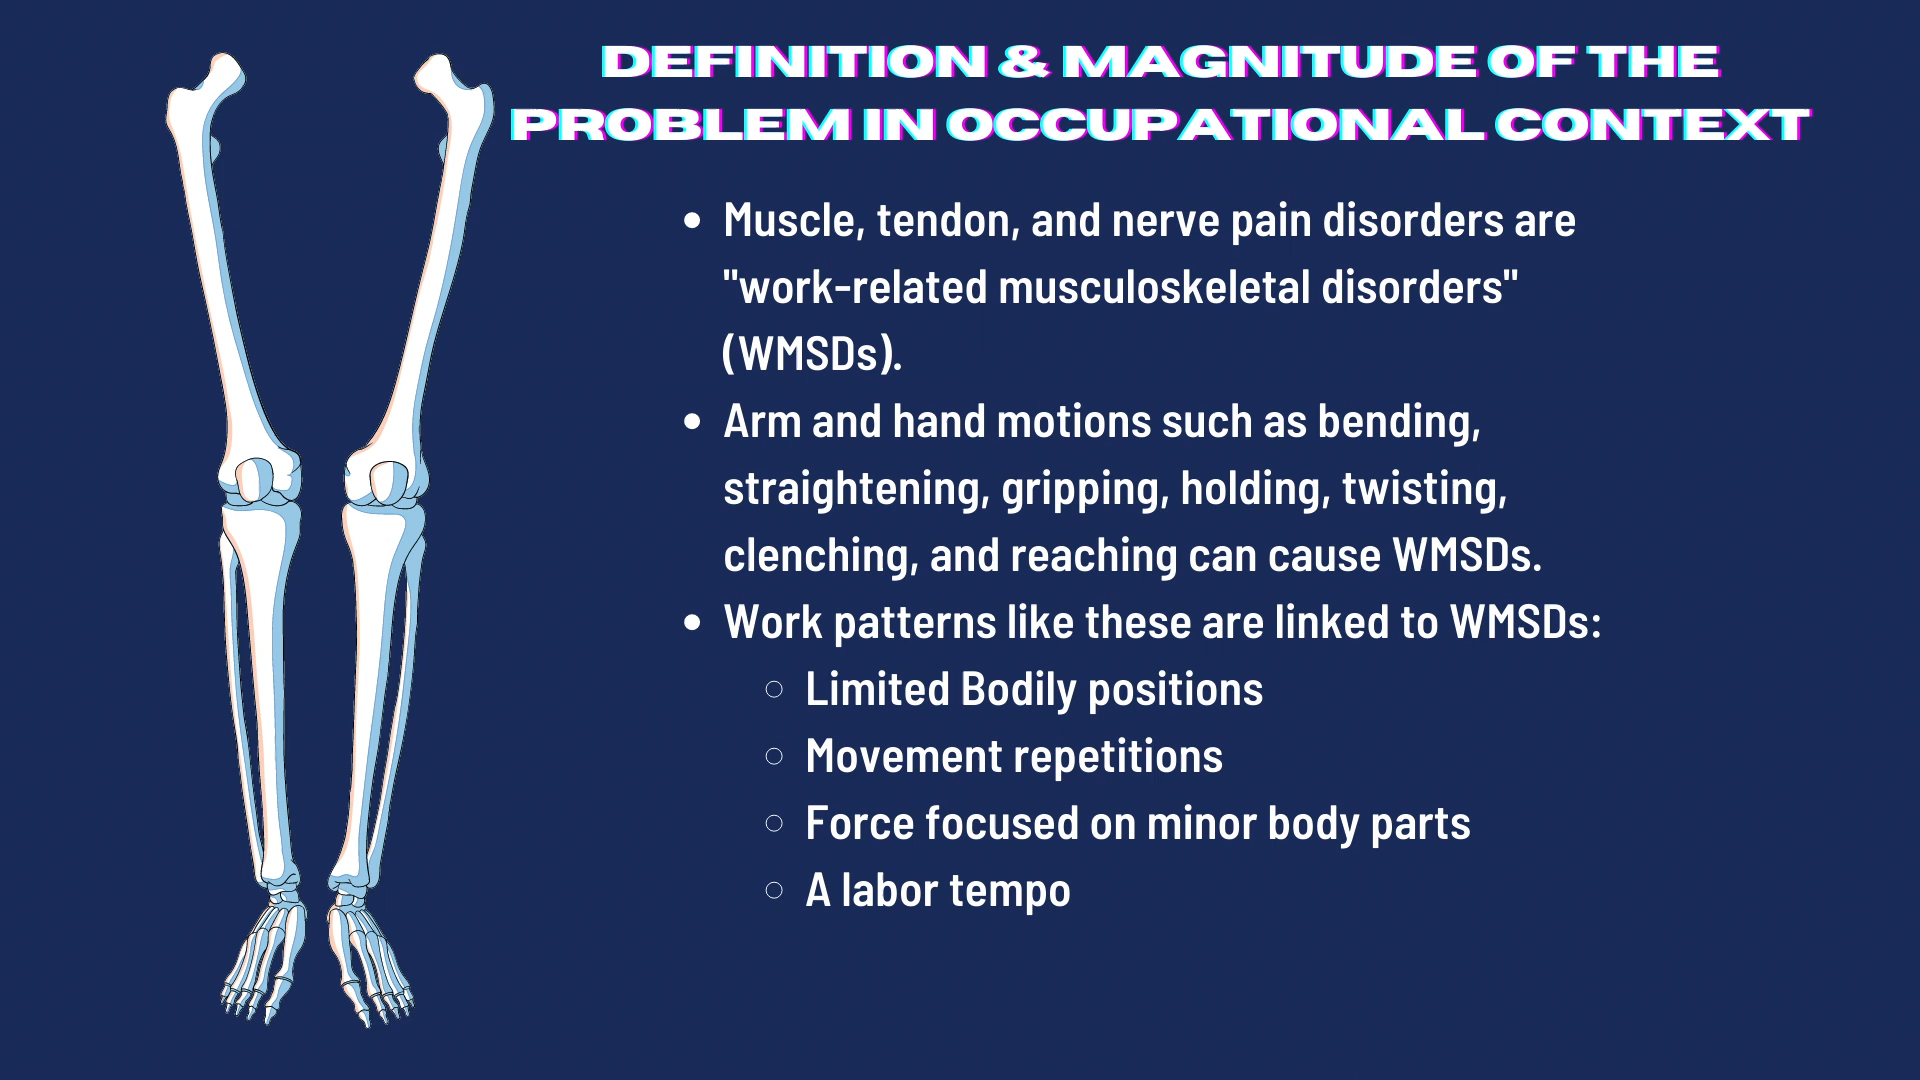 DEFINITION & MAGNITUDE OF THE
PROBLEM IN OCCUPATIONAL CONTEXT
• Muscle, tendon, and nerve pain disorders are
"work-related musculoskeletal disorders"
(WMSDs).
• Arm and hand motions such as bending,
straightening, gripping, holding, twisting,
clenching, and reaching can cause WMSDs.
• Work patterns like these are linked to WMSDs:
○ Limited Bodily positions
○ Movement repetitions
○ Force focused on minor body parts
○ A labor tempo